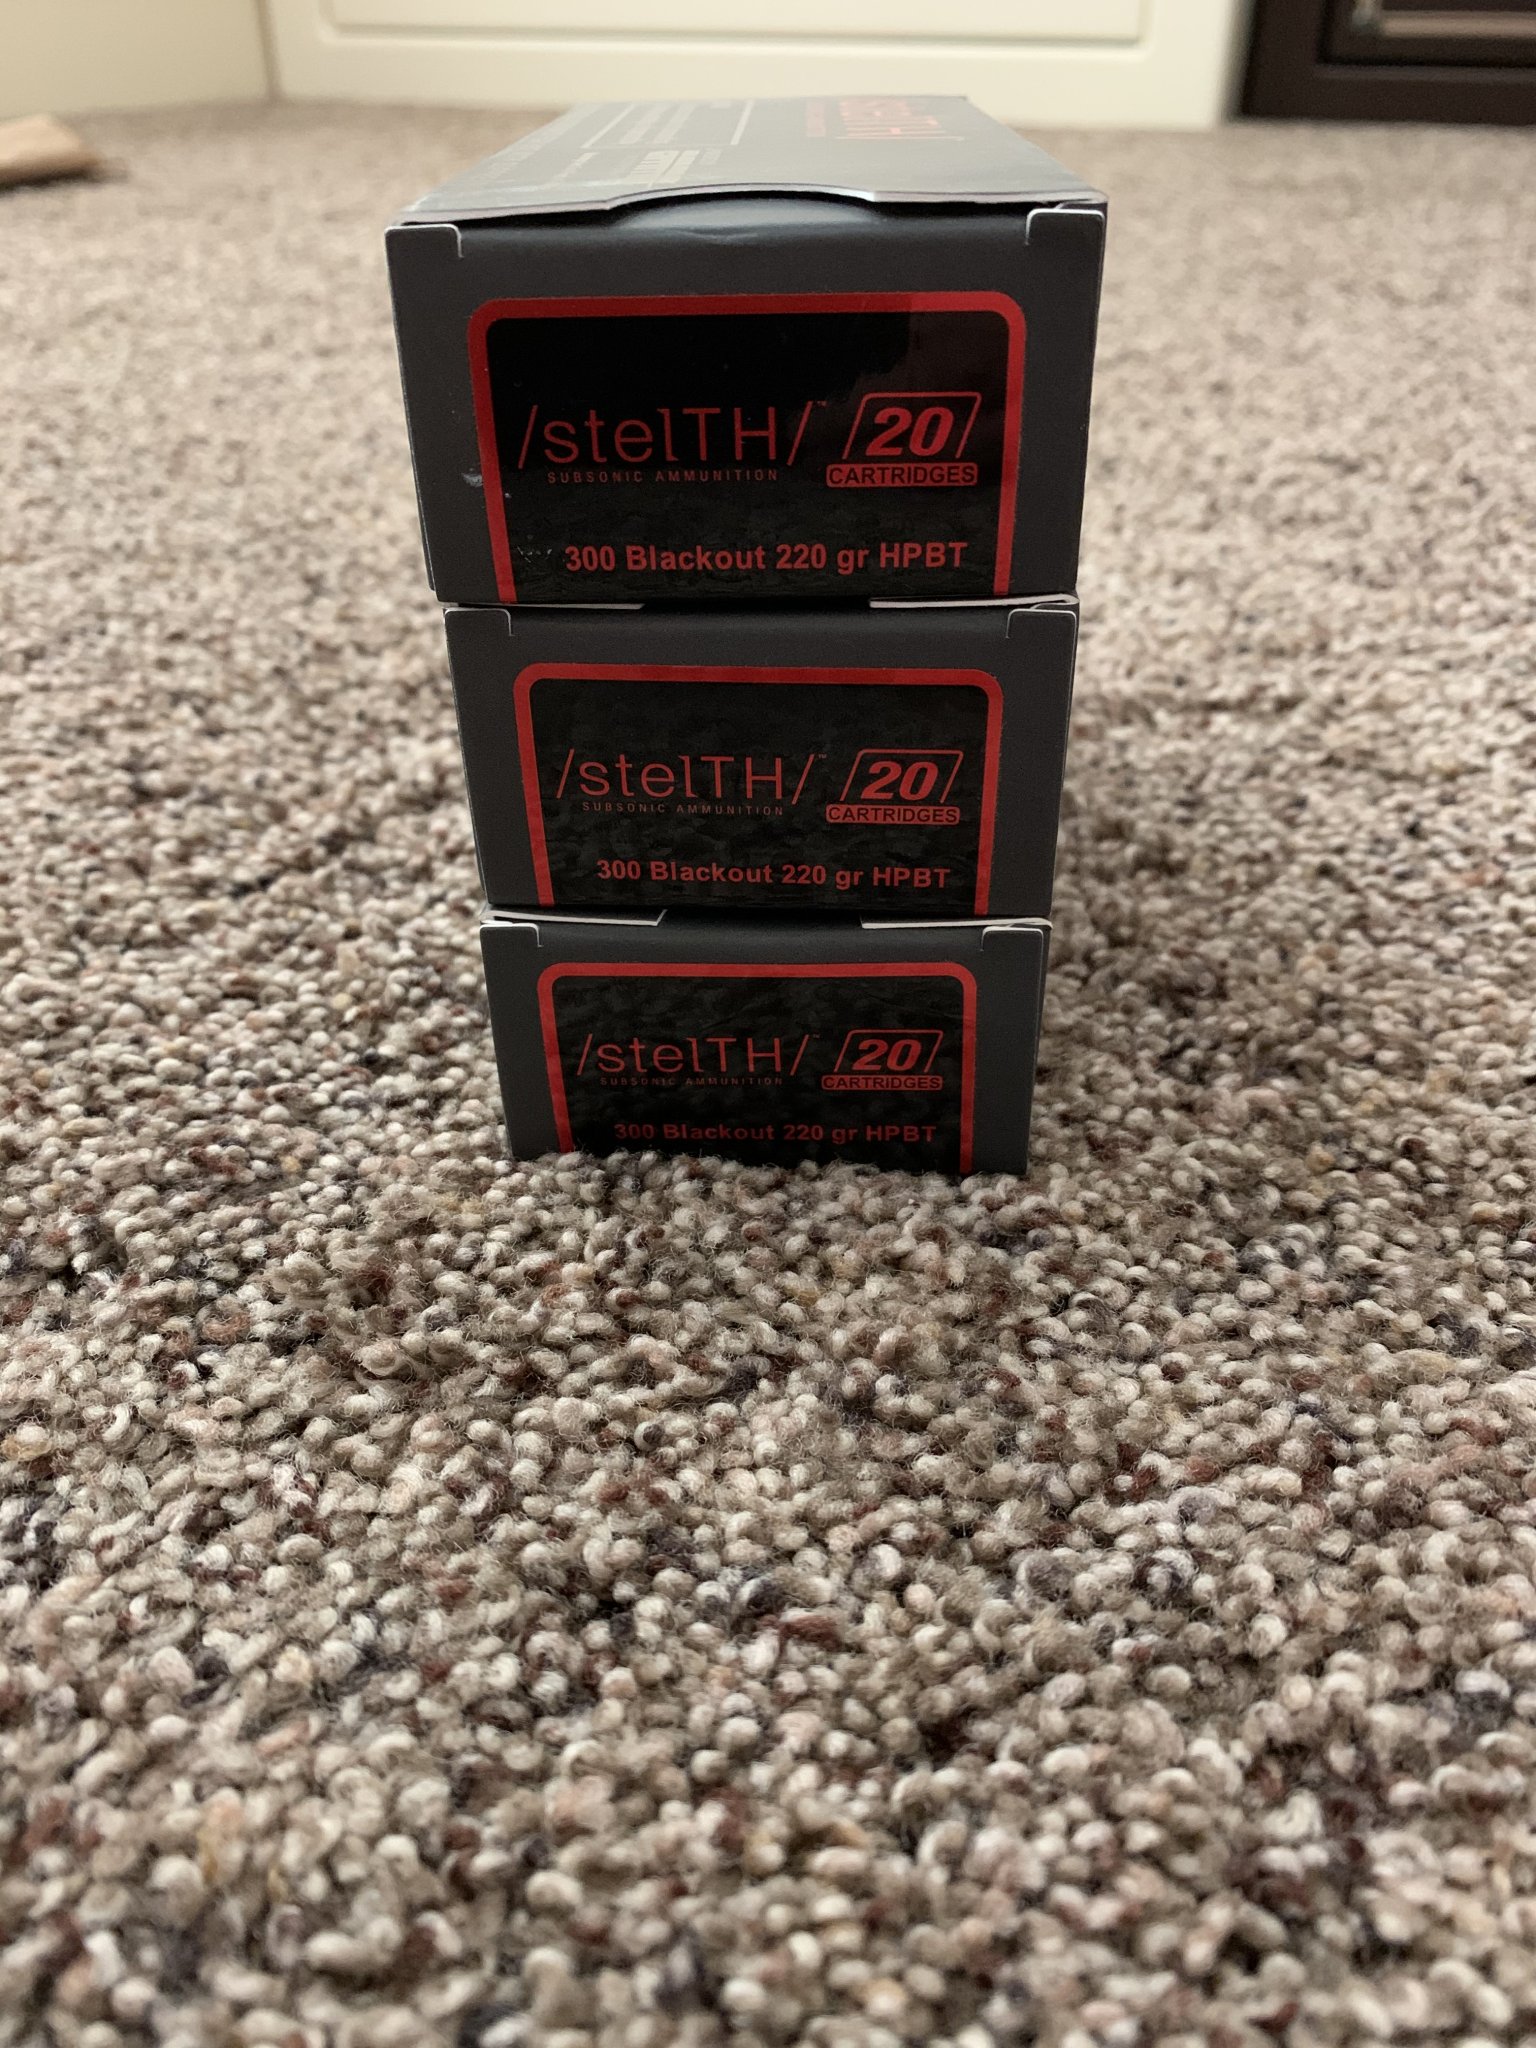 /stelTH/™ 20
SUBSONIC AMMUNITION CARTRIDGES
300 Blackout 220 gr HPBT
/stelTH/™ 20
SUBSONIC AMMUNITION CARTRIDGES
300 Blackout 220 gr HPBT
/stelTH/™ 20
SUBSONIC AMMUNITION CARTRIDGES
300 Blackout 220 gr HPBT